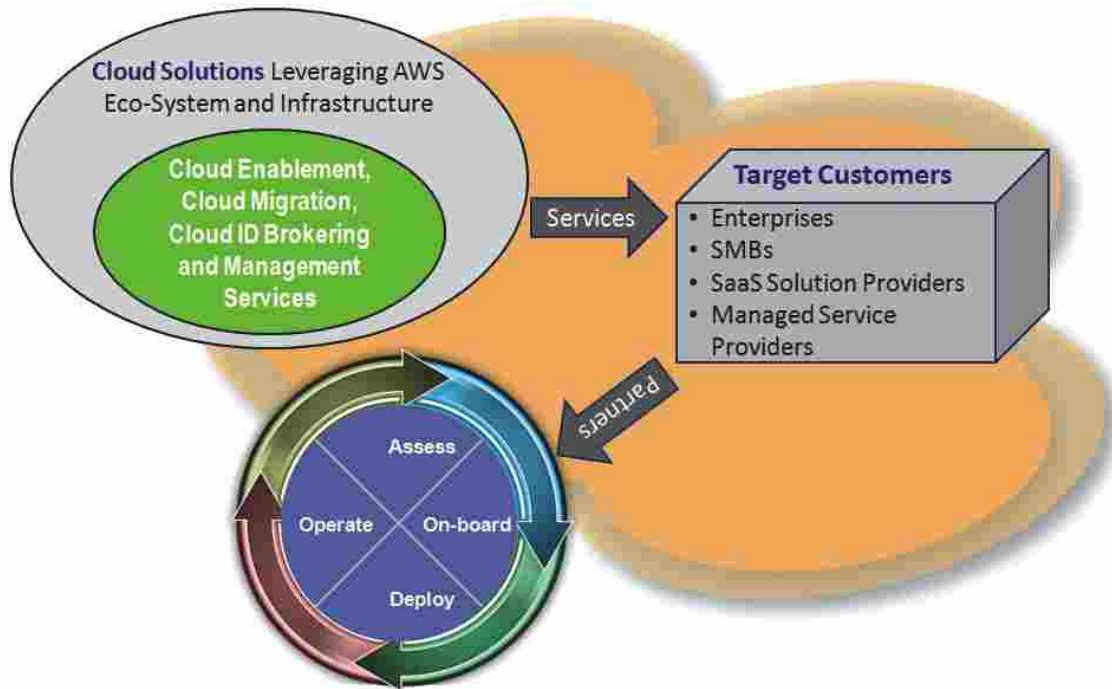 Cloud Solutions Leveraging AWS
Eco-System and Infrastructure
Cloud Enablement,
Cloud Migration,
Cloud ID Brokering
and Management
Services
Services
Target Customers
• Enterprises
• SMBs
• SaaS Solution Providers
• Managed Service
Providers
Partners
Assess
Operate
On-board
Deploy